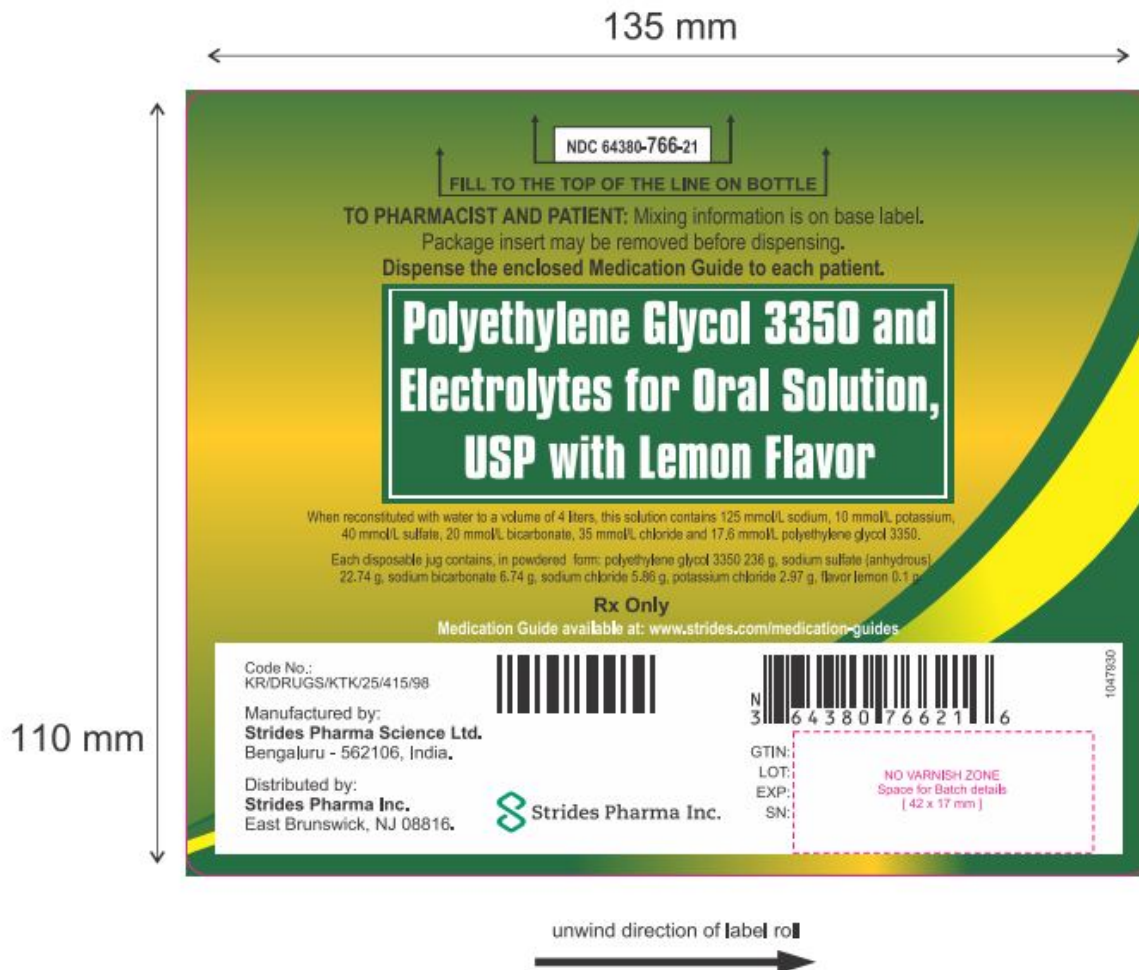 135 mm
110 mm
NDC 64380-766-21
FILL TO THE TOP OF THE LINE ON BOTTLE
TO PHARMACIST AND PATIENT: Mixing information is on base label.
Package insert may be removed before dispensing.
Dispense the enclosed Medication Guide to each patient.
Polyethylene Glycol 3350 and
Electrolytes for Oral Solution,
USP with Lemon Flavor
When reconstituted with water to a volume of 4 liters, this solution contains 125 mmol/L sodium, 10 mmol/L potassium,
40 mmol/L sulfate, 20 mmol/L bicarbonate, 35 mmol/L chloride and 17.6 mmol/L polyethylene glycol 3350.
Each disposable jug contains, in powdered form: polyethylene glycol 3350 236 g, sodium sulfate (anhydrous)
22.74 g, sodium bicarbonate 6.74 g, sodium chloride 5.86 g, potassium chloride 2.97 g, flavor lemon 0.1 g.
Rx Only
Medication Guide available at: www.strides.com/medication-guides
Code No.:
KR/DRUGS/KTK/25/415/98
Manufactured by:
Strides Pharma Science Ltd.
Bengaluru - 562106, India.
Distributed by:
Strides Pharma Inc.
East Brunswick, NJ 08816.
Strides Pharma Inc.
N
3 64380 76621 6
GTIN:
LOT:
EXP:
SN:
NO VARNISH ZONE
Space for Batch details
[ 42 x 17 mm ]
1047930
unwind direction of label roll